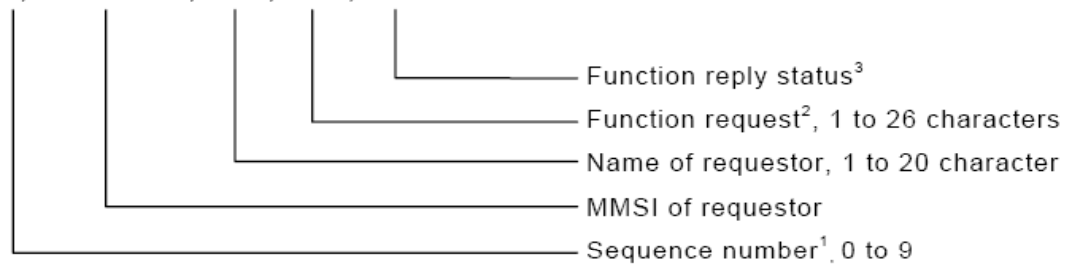 Function reply status³
Function request², 1 to 26 characters
Name of requestor, 1 to 20 character
MMSI of requestor
Sequence number¹, 0 to 9